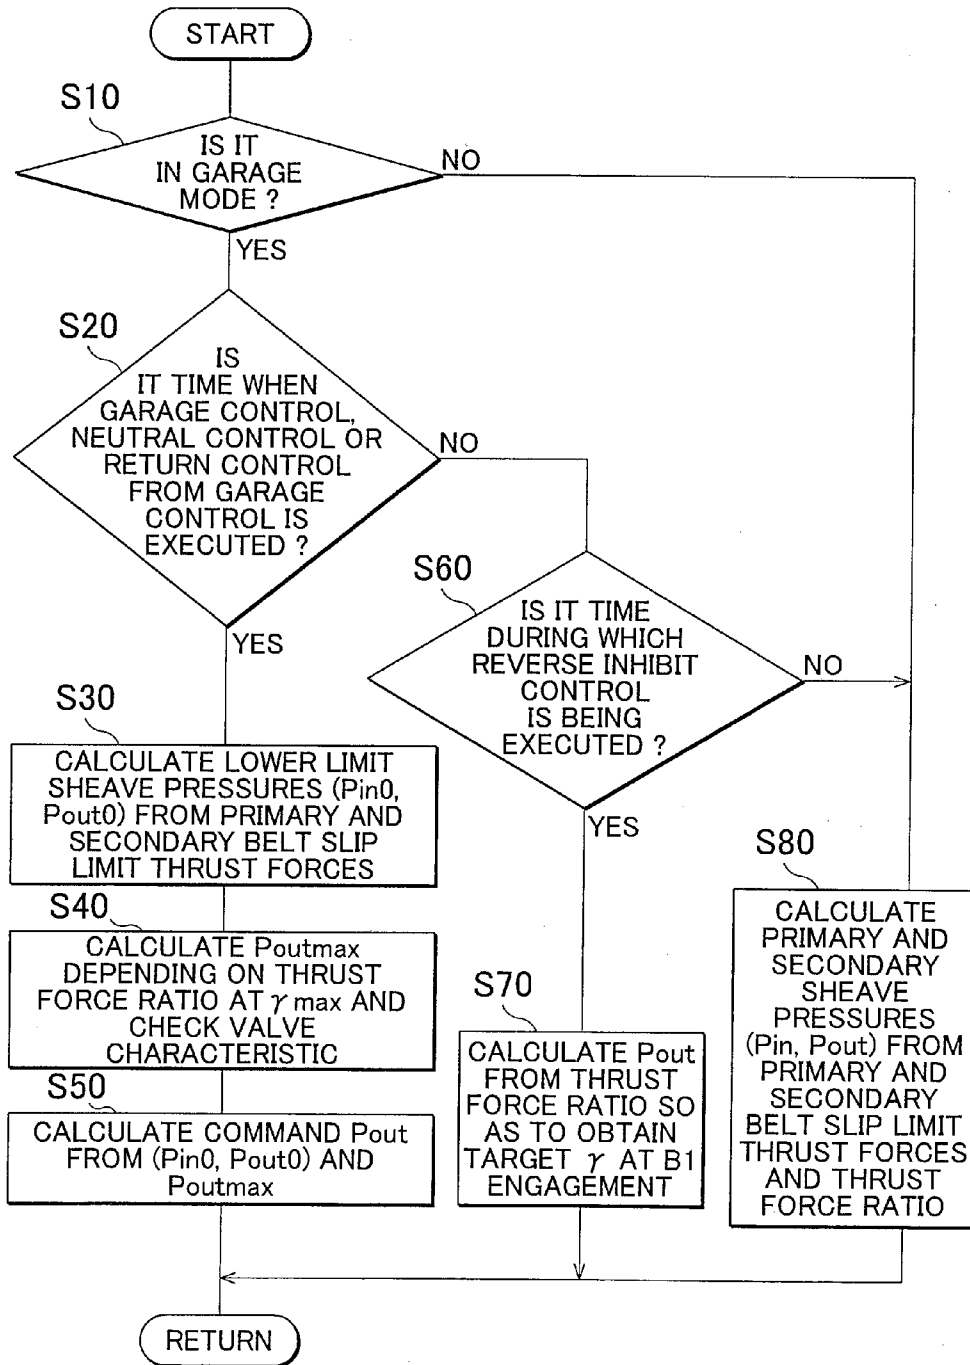 START
S10
IS IT
IN GARAGE
MODE ?
NO
YES
S20
IS
IT TIME WHEN
GARAGE CONTROL,
NEUTRAL CONTROL OR
RETURN CONTROL
FROM GARAGE
CONTROL IS
EXECUTED ?
NO
YES
S60
IS IT TIME
DURING WHICH
REVERSE INHIBIT
CONTROL
IS BEING
EXECUTED ?
NO
YES
S30
CALCULATE LOWER LIMIT
SHEAVE PRESSURES (Pin0,
Pout0) FROM PRIMARY AND
SECONDARY BELT SLIP
LIMIT THRUST FORCES
S40
CALCULATE Poutmax
DEPENDING ON THRUST
FORCE RATIO AT γmax AND
CHECK VALVE
CHARACTERISTIC
S50
CALCULATE COMMAND Pout
FROM (Pin0, Pout0) AND
Poutmax
S70
CALCULATE Pout
FROM THRUST
FORCE RATIO SO
AS TO OBTAIN
TARGET γ AT B1
ENGAGEMENT
S80
CALCULATE
PRIMARY AND
SECONDARY
SHEAVE
PRESSURES
(Pin, Pout) FROM
PRIMARY AND
SECONDARY
BELT SLIP LIMIT
THRUST FORCES
AND THRUST
FORCE RATIO
RETURN